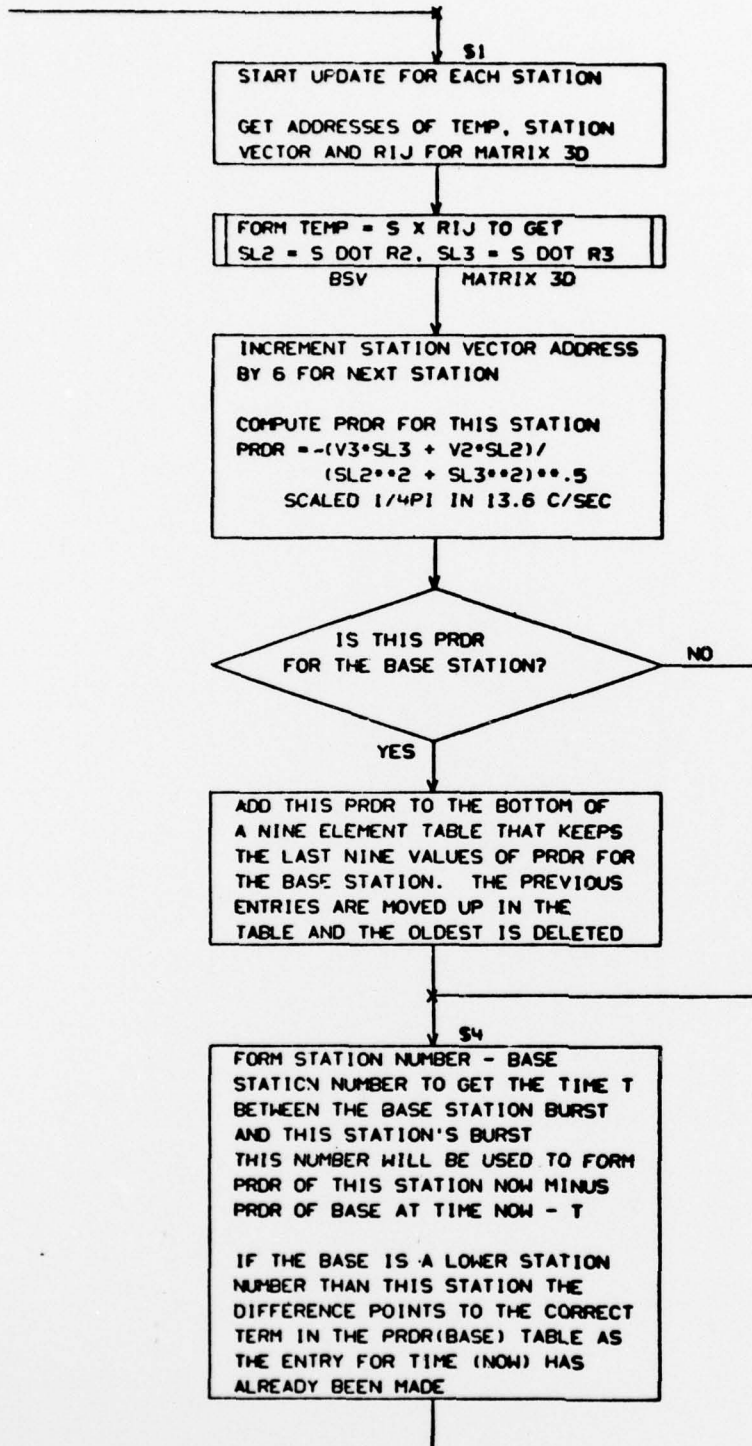 $1
START UPDATE FOR EACH STATION
GET ADDRESSES OF TEMP, STATION
VECTOR AND RIJ FOR MATRIX 3D
FORM TEMP = S X RIJ TO GET
SL2 = S DOT R2, SL3 = S DOT R3
BSV MATRIX 3D
INCREMENT STATION VECTOR ADDRESS
BY 6 FOR NEXT STATION
COMPUTE PRDR FOR THIS STATION
PRDR =-(V3*SL3 + V2*SL2)/
(SL2**2 + SL3**2)**.5
SCALED 1/4PI IN 13.6 C/SEC
IS THIS PRDR
FOR THE BASE STATION?
NO
YES
ADD THIS PRDR TO THE BOTTOM OF
A NINE ELEMENT TABLE THAT KEEPS
THE LAST NINE VALUES OF PRDR FOR
THE BASE STATION. THE PREVIOUS
ENTRIES ARE MOVED UP IN THE
TABLE AND THE OLDEST IS DELETED
$4
FORM STATION NUMBER - BASE
STATION NUMBER TO GET THE TIME T
BETWEEN THE BASE STATION BURST
AND THIS STATION'S BURST
THIS NUMBER WILL BE USED TO FORM
PRDR OF THIS STATION NOW MINUS
PRDR OF BASE AT TIME NOW - T
IF THE BASE IS A LOWER STATION
NUMBER THAN THIS STATION THE
DIFFERENCE POINTS TO THE CORRECT
TERM IN THE PRDR(BASE) TABLE AS
THE ENTRY FOR TIME (NOW) HAS
ALREADY BEEN MADE